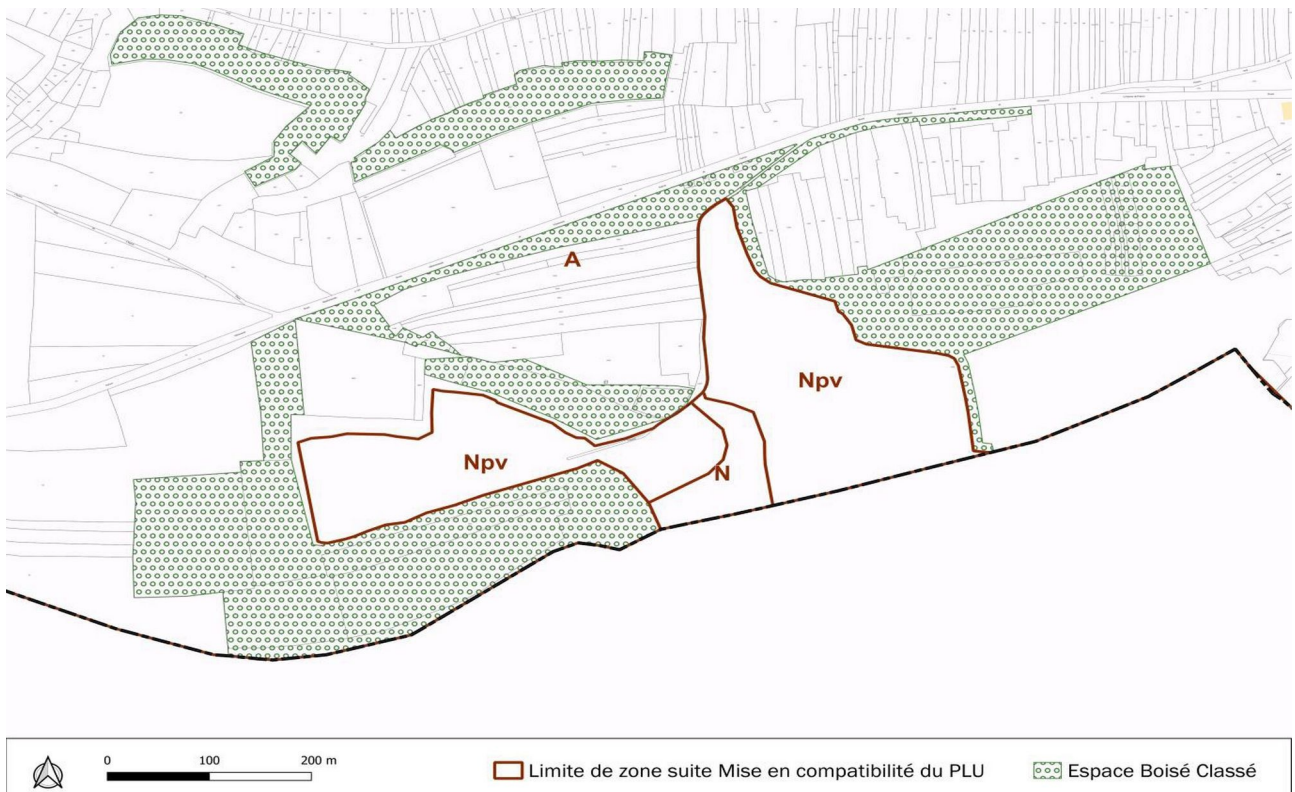 A
Npv
Npv
N
0 100 200 m
Limite de zone suite Mise en compatibilité du PLU
Espace Boisé Classé